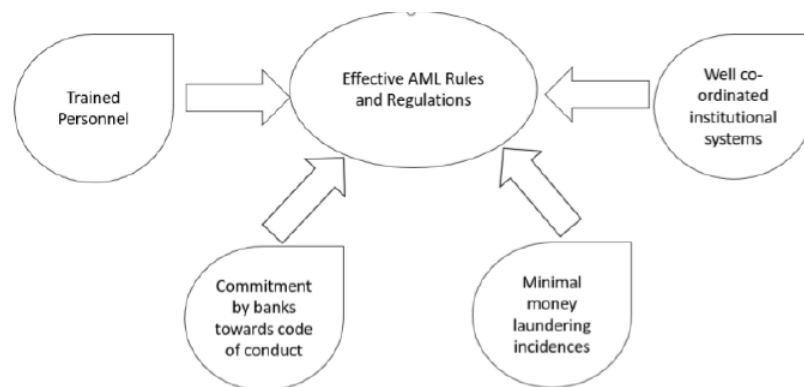 Effective AML Rules
and Regulations
Trained
Personnel
Well co-
ordinated
institutional
systems
Commitment
by banks
towards code
of conduct
Minimal
money
laundering
incidences